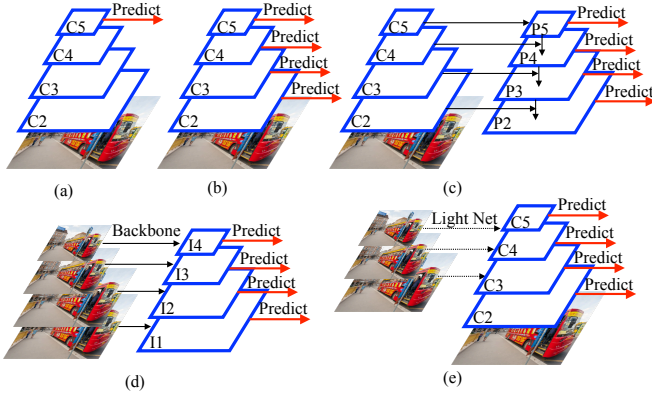 Predict
C5
C4
C3
C2
(a)
Predict
C5
Predict
C4
Predict
C3
Predict
C2
(b)
C5
C4
C3
C2
Predict
P5
Predict
P4
Predict
P3
Predict
P2
(c)
Backbone
Predict
I4
Predict
I3
Predict
I2
Predict
I1
(d)
Light Net
Predict
C5
Predict
C4
Predict
C3
Predict
C2
(e)